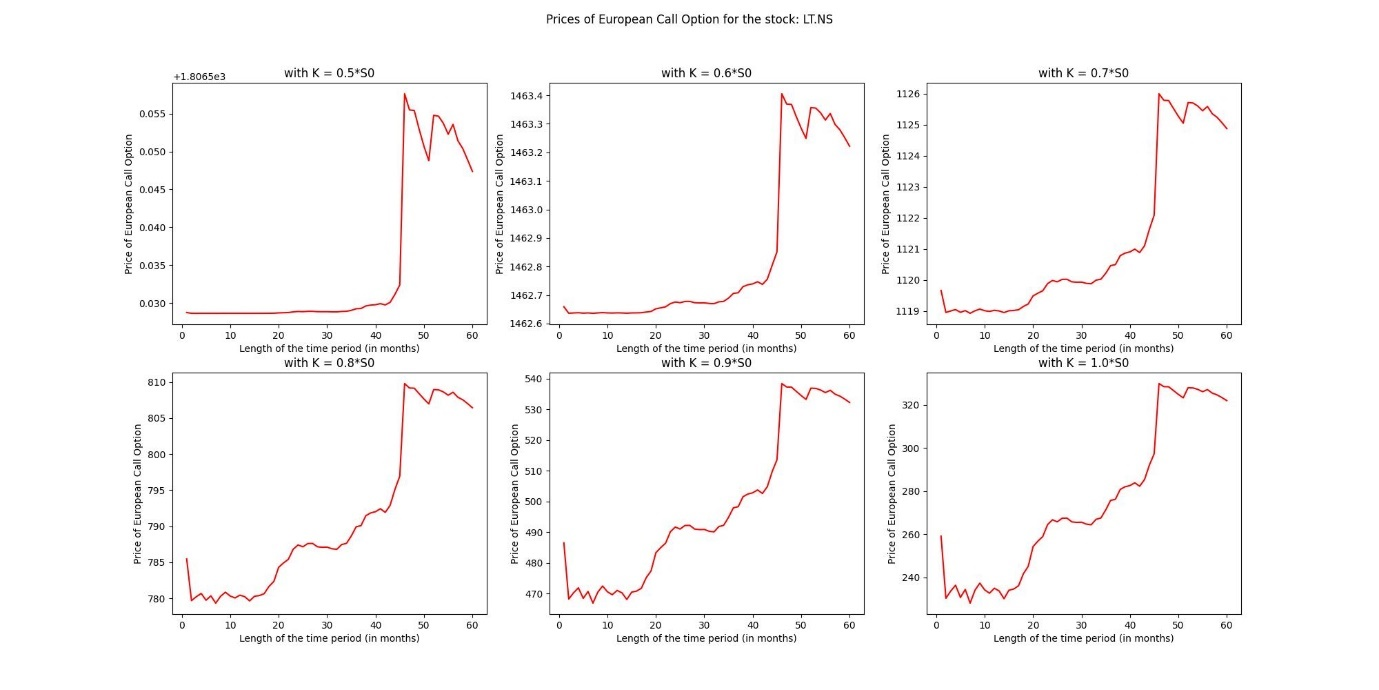 Prices of European Call Option for the stock: LT.NS
+1.8065e3
with K = 0.5*S0
Price of European Call Option
0.055
0.050
0.045
0.040
0.035
0.030
0 10 20 30 40 50 60
Length of the time period (in months)
with K = 0.6*S0
Price of European Call Option
1463.4
1463.3
1463.2
1463.1
1463.0
1462.9
1462.8
1462.7
1462.6
0 10 20 30 40 50 60
Length of the time period (in months)
with K = 0.7*S0
Price of European Call Option
1126
1125
1124
1123
1122
1121
1120
1119
0 10 20 30 40 50 60
Length of the time period (in months)
with K = 0.8*S0
Price of European Call Option
810
805
800
795
790
785
780
0 10 20 30 40 50 60
Length of the time period (in months)
with K = 0.9*S0
Price of European Call Option
540
530
520
510
500
490
480
470
0 10 20 30 40 50 60
Length of the time period (in months)
with K = 1.0*S0
Price of European Call Option
320
300
280
260
240
0 10 20 30 40 50 60
Length of the time period (in months)